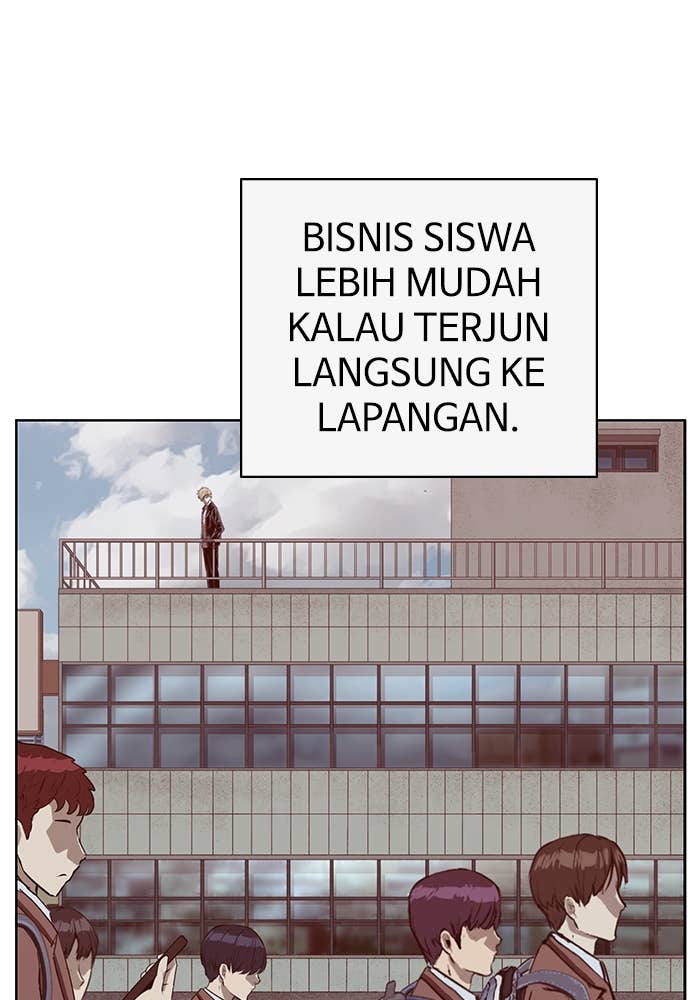 BISNIS SISWA
LEBIH MUDAH
KALAU TERJUN
LANGSUNG KE
LAPANGAN.